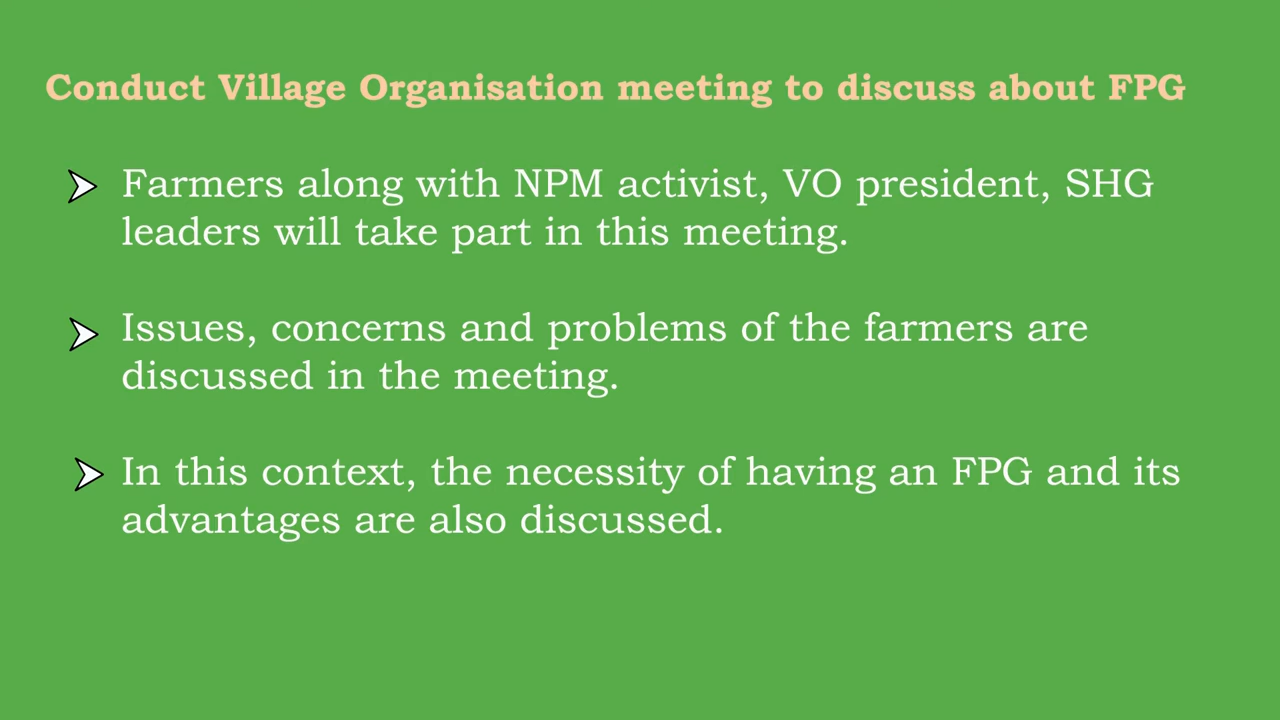 Conduct Village Organisation meeting to discuss about FPG
Farmers along with NPM activist, VO president, SHG
leaders will take part in this meeting.
Issues, concerns and problems of the farmers are
discussed in the meeting.
In this context, the necessity of having an FPG and its
advantages are also discussed.